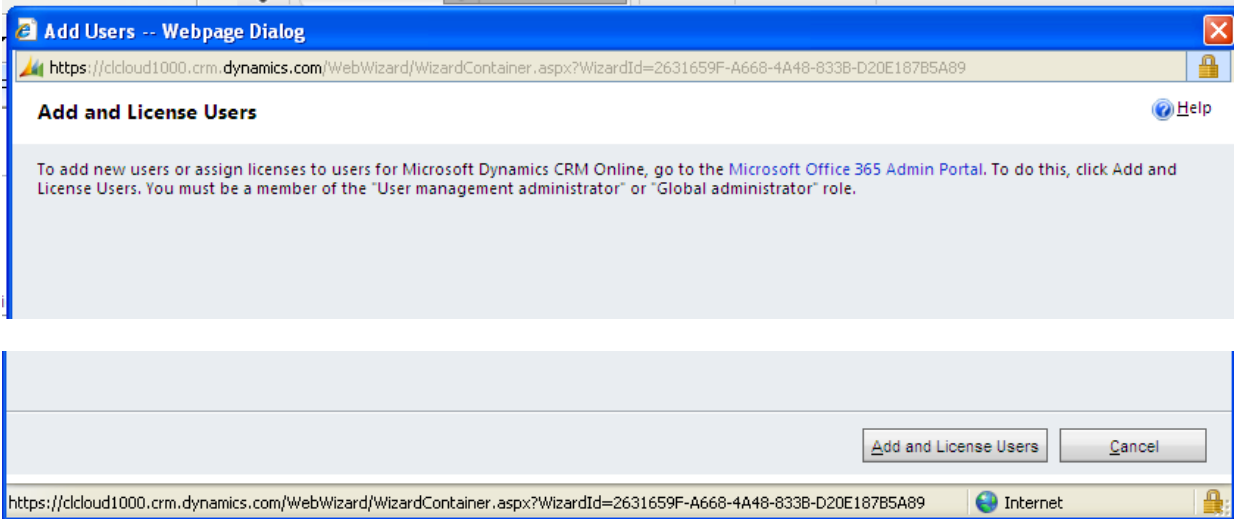 Add Users -- Webpage Dialog
https://clcloud1000.crm.dynamics.com/WebWizard/WizardContainer.aspx?WizardId=2631659F-A668-4A48-833B-D20E187B5A89
Add and License Users
Help
To add new users or assign licenses to users for Microsoft Dynamics CRM Online, go to the Microsoft Office 365 Admin Portal. To do this, click Add and
License Users. You must be a member of the "User management administrator" or "Global administrator" role.
Add and License Users
Cancel
https://clcloud1000.crm.dynamics.com/WebWizard/WizardContainer.aspx?WizardId=2631659F-A668-4A48-833B-D20E187B5A89
Internet